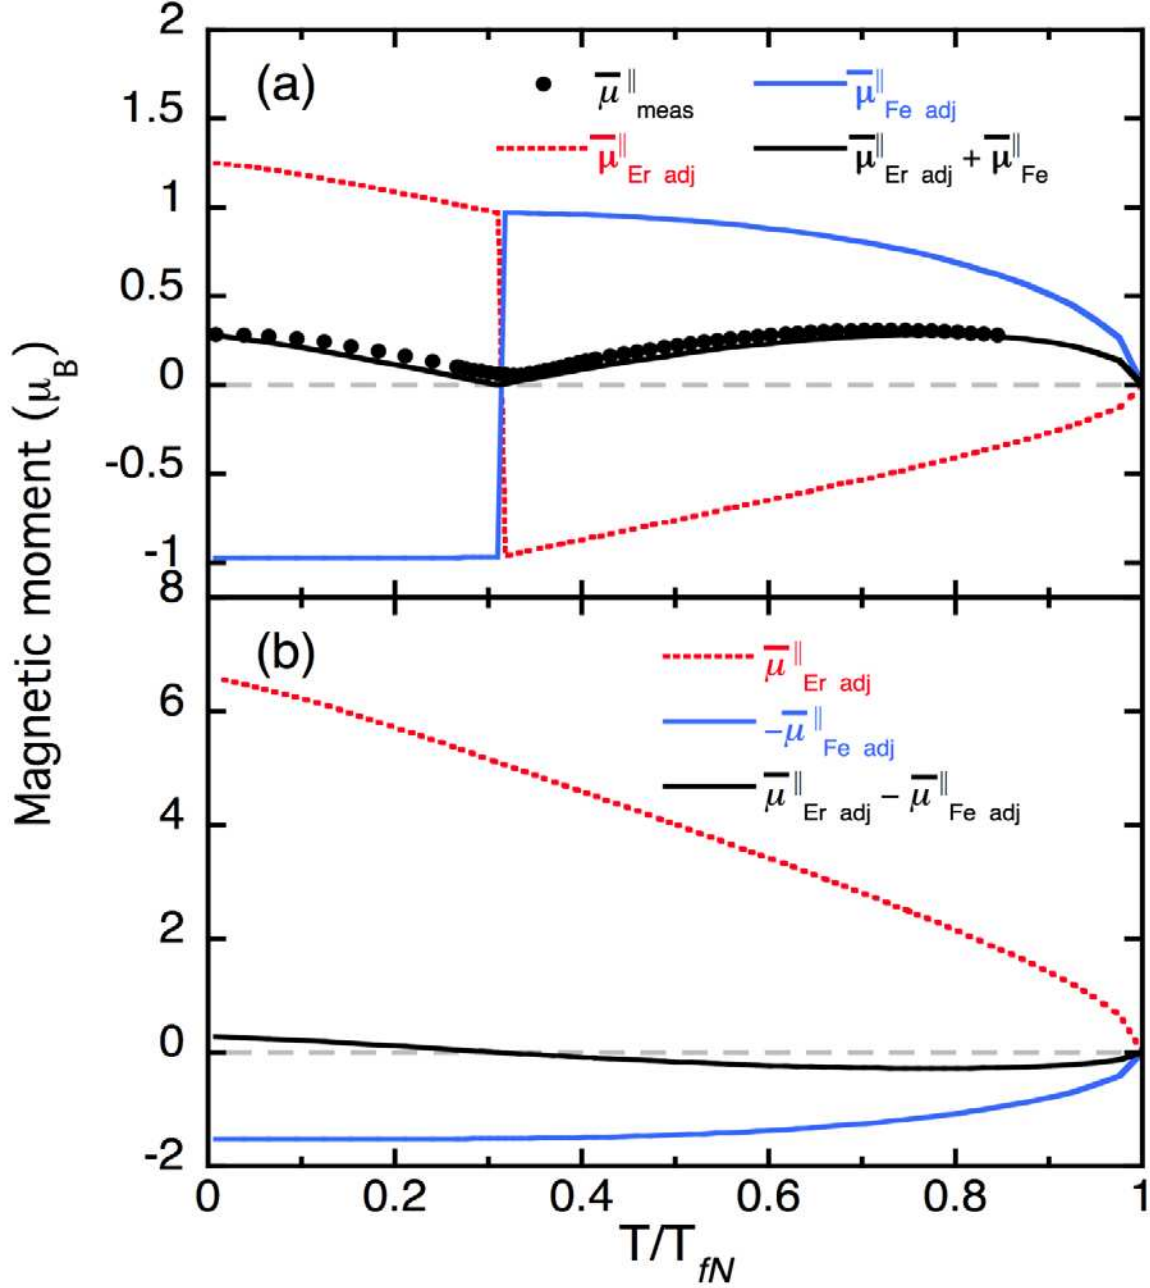 2
(a)
μ̄ ∥ meas
μ̄ ∥ Fe adj
1.5
μ̄ ∥ Er adj
μ̄ ∥ Er adj + μ̄ ∥ Fe
1
0.5
0
-0.5
-1
Magnetic moment (μ_B)
8
(b)
μ̄ ∥ Er adj
6
−μ̄ ∥ Fe adj
μ̄ ∥ Er adj − μ̄ ∥ Fe adj
4
2
0
-2
0 0.2 0.4 0.6 0.8 1
T/T_fN